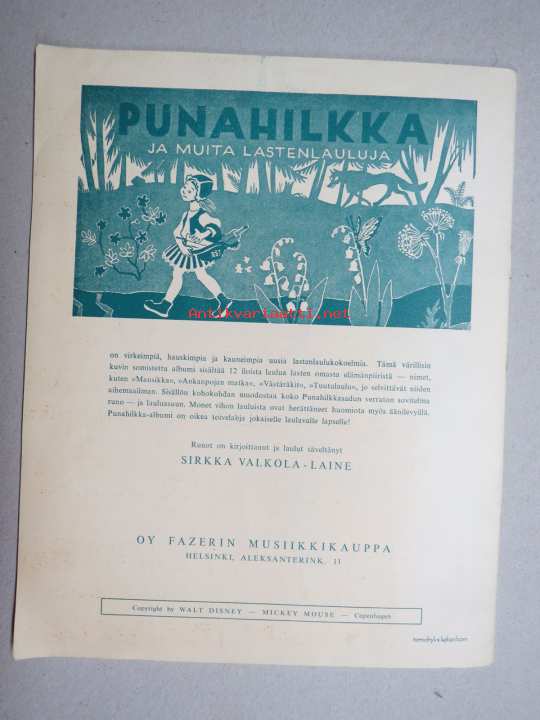 PUNAHILKKA
JA MUITA LASTENLAULUJA
Antikvariaatti.net
on virkeimpiä, hauskimpia ja kauneimpia uusia lastenlaulukokoelmia. Tämä värillisin
kuvin somistettu albumi sisältää 12 iloista laulua lasten omasta elämänpiiristä — nimet,
kuten »Mansikka», »Ankanpojan matka», »Västäräkit», »Tuutulaulu», jo selvittävät niiden
aihemaailman. Sisällön kohokohdan muodostaa koko Punahilkkasadun verraton sovitelma
runo — ja lauluasuun. Monet vihon lauluista ovat herättäneet huomiota myös äänilevyillä.
Punahilkka-albumi on oikea toivelahja jokaiselle laulavalle lapselle!
Runot on kirjoittanut ja laulut säveltänyt
SIRKKA VALKOLA-LAINE
OY FAZERIN MUSIIKKIKAUPPA
HELSINKI, ALEKSANTERINK. 11
Copyright by WALT DISNEY — MICKEY MOUSE — Copenhagen